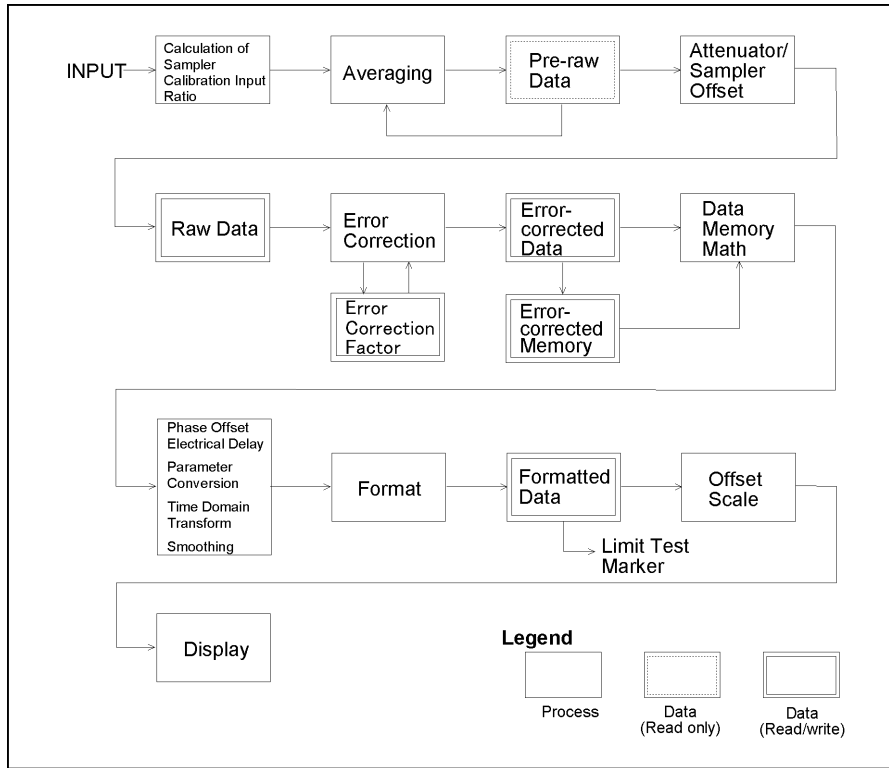 INPUT
Calculation of
Sampler
Calibration Input
Ratio
Averaging
Pre-raw
Data
Attenuator/
Sampler
Offset
Raw Data
Error
Correction
Error-
corrected
Data
Data
Memory
Math
Error
Correction
Factor
Error-
corrected
Memory
Phase Offset
Electrical Delay
Parameter
Conversion
Time Domain
Transform
Smoothing
Format
Formatted
Data
Offset
Scale
Limit Test
Marker
Display
Legend
Process
Data
(Read only)
Data
(Read/write)